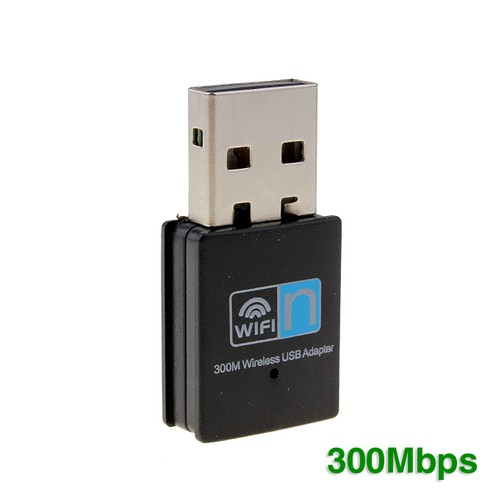 WIFI n
300M Wireless USB Adapter
300Mbps